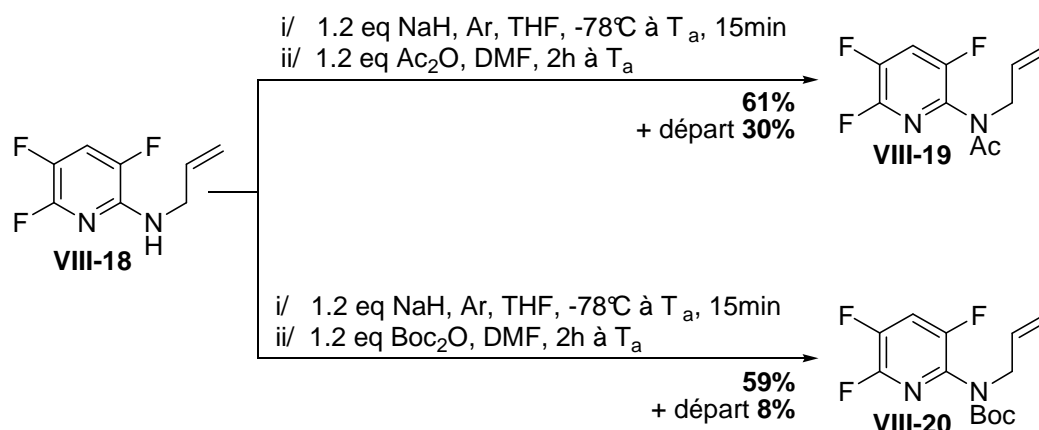 i/ 1.2 eq NaH, Ar, THF, -78°C à Ta, 15min
ii/ 1.2 eq Ac2O, DMF, 2h à Ta
61%
+ départ 30%
F
F
F
N
N
Ac
VIII-19
F
F
F
N
N
H
VIII-18
i/ 1.2 eq NaH, Ar, THF, -78°C à Ta, 15min
ii/ 1.2 eq Boc2O, DMF, 2h à Ta
59%
+ départ 8%
F
F
F
N
N
Boc
VIII-20